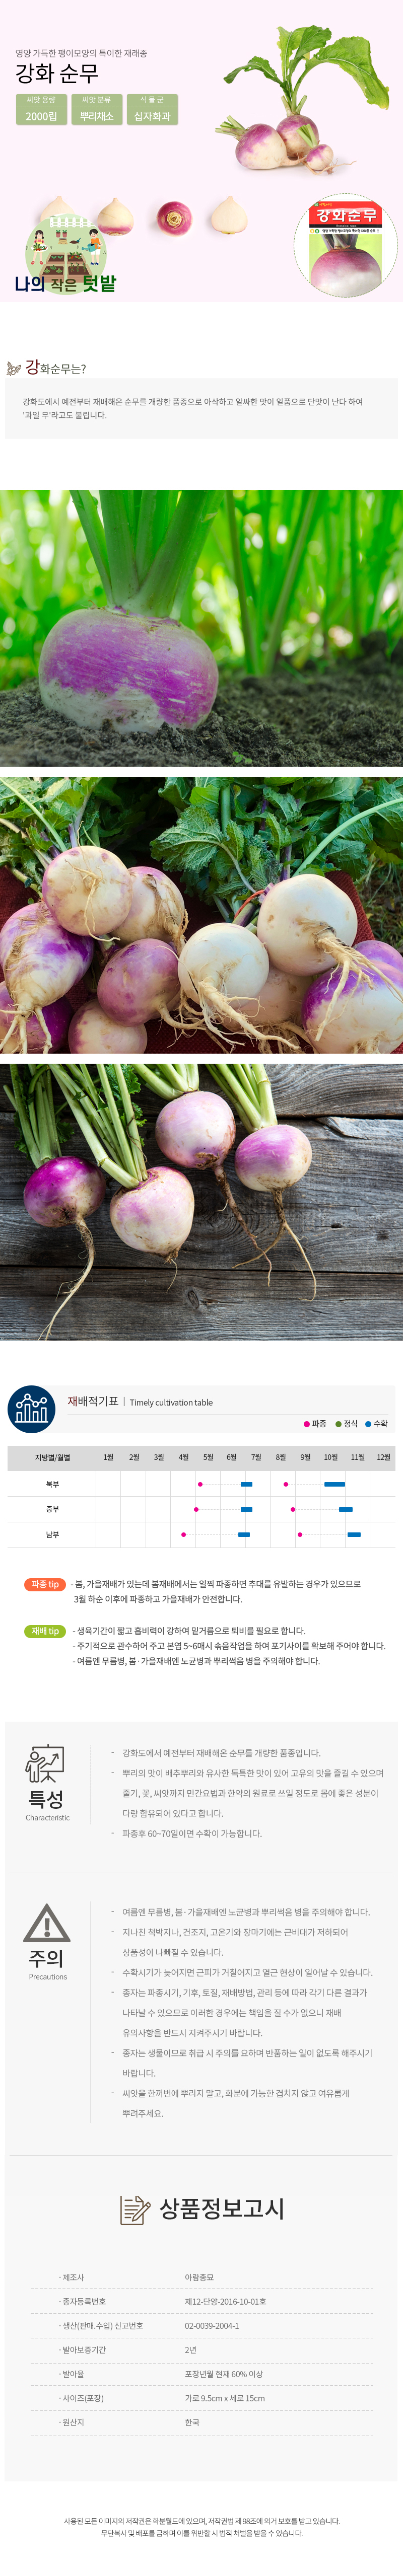 영양 가득한 팽이모양의 특이한 재래종
강화 순무
씨앗 용량 씨앗 분류 식 물 군
2000립 뿌리채소 십자화과
강화순무
나의 작은 텃밭
강화순무는?
강화도에서 예전부터 재배해온 순무를 개량한 품종으로 아삭하고 알싸한 맛이 일품으로 단맛이 난다 하여
'과일 무'라고도 불립니다.
재배적기표 | Timely cultivation table
파종 정식 수확
지방별/월별 1월 2월 3월 4월 5월 6월 7월 8월 9월 10월 11월 12월
북부
중부
남부
파종 tip - 봄, 가을재배가 있는데 봄재배에서는 일찍 파종하면 추대를 유발하는 경우가 있으므로
3월 하순 이후에 파종하고 가을재배가 안전합니다.
재배 tip - 생육기간이 짧고 흡비력이 강하여 밑거름으로 퇴비를 필요로 합니다.
- 주기적으로 관수하여 주고 본엽 5~6매시 솎음작업을 하여 포기사이를 확보해 주어야 합니다.
- 여름엔 무름병, 봄·가을재배엔 노균병과 뿌리썩음 병을 주의해야 합니다.
특성
Characteristic
- 강화도에서 예전부터 재배해온 순무를 개량한 품종입니다.
- 뿌리의 맛이 배추뿌리와 유사한 독특한 맛이 있어 고유의 맛을 즐길 수 있으며
줄기, 꽃, 씨앗까지 민간요법과 한약의 원료로 쓰일 정도로 몸에 좋은 성분이
다량 함유되어 있다고 합니다.
- 파종후 60~70일이면 수확이 가능합니다.
주의
Precautions
- 여름엔 무름병, 봄·가을재배엔 노균병과 뿌리썩음 병을 주의해야 합니다.
- 지나친 척박지나, 건조지, 고온기와 장마기에는 근비대가 저하되어
상품성이 나빠질 수 있습니다.
- 수확시기가 늦어지면 근피가 거칠어지고 열근 현상이 일어날 수 있습니다.
- 종자는 파종시기, 기후, 토질, 재배방법, 관리 등에 따라 각기 다른 결과가
나타날 수 있으므로 이러한 경우에는 책임을 질 수가 없으니 재배
유의사항을 반드시 지켜주시기 바랍니다.
- 종자는 생물이므로 취급 시 주의를 요하며 반품하는 일이 없도록 해주시기
바랍니다.
- 씨앗을 한꺼번에 뿌리지 말고, 화분에 가능한 겹치지 않고 여유롭게
뿌려주세요.
상품정보고시
· 제조사 아람종묘
· 종자등록번호 제12-단양-2016-10-01호
· 생산(판매.수입) 신고번호 02-0039-2004-1
· 발아보증기간 2년
· 발아율 포장년월 현재 60% 이상
· 사이즈(포장) 가로 9.5cm x 세로 15cm
· 원산지 한국
사용된 모든 이미지의 저작권은 화분월드에 있으며, 저작권법 제 98조에 의거 보호를 받고 있습니다.
무단복사 및 배포를 금하며 이를 위반할 시 법적 처벌을 받을 수 있습니다.